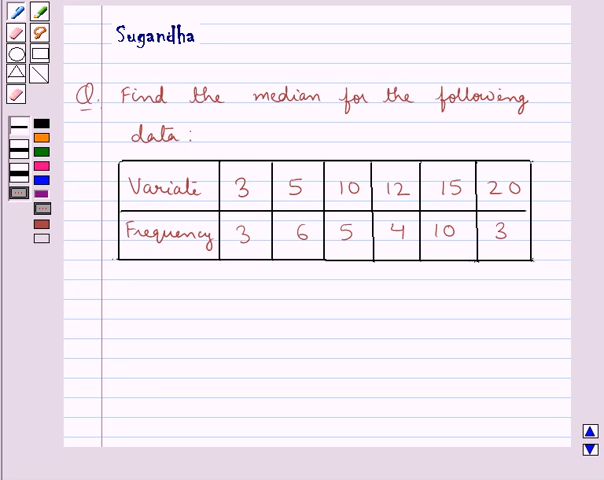 Sugandha
Q. Find the median for the following
data :
Variate 3 5 10 12 15 20
Frequency 3 6 5 4 10 3